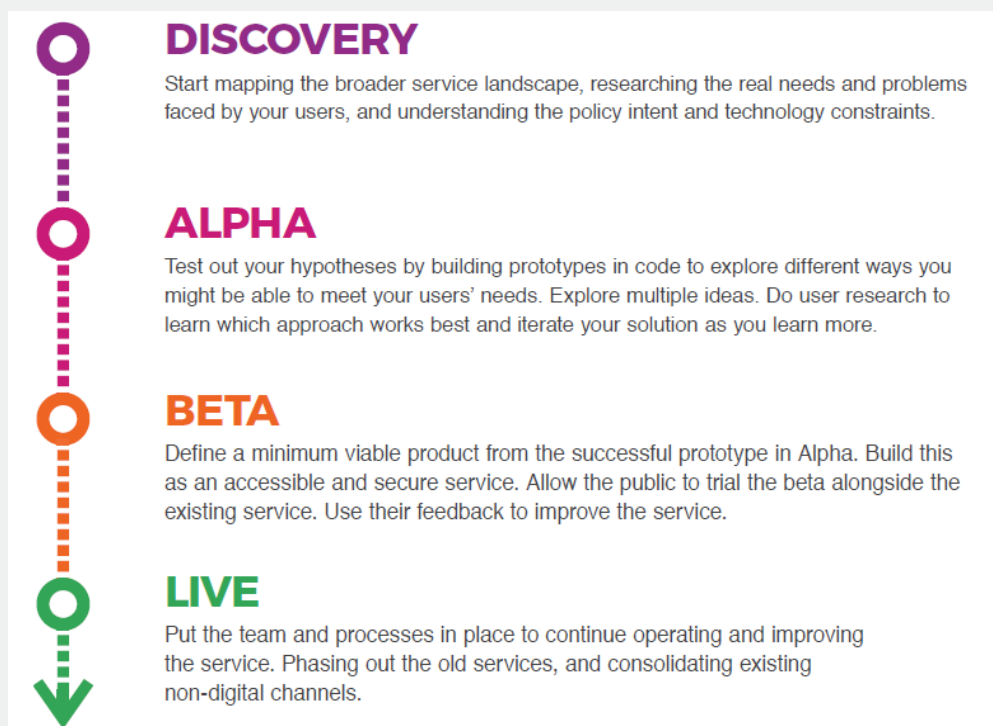 DISCOVERY
Start mapping the broader service landscape, researching the real needs and problems
faced by your users, and understanding the policy intent and technology constraints.
ALPHA
Test out your hypotheses by building prototypes in code to explore different ways you
might be able to meet your users’ needs. Explore multiple ideas. Do user research to
learn which approach works best and iterate your solution as you learn more.
BETA
Define a minimum viable product from the successful prototype in Alpha. Build this
as an accessible and secure service. Allow the public to trial the beta alongside the
existing service. Use their feedback to improve the service.
LIVE
Put the team and processes in place to continue operating and improving
the service. Phasing out the old services, and consolidating existing
non-digital channels.